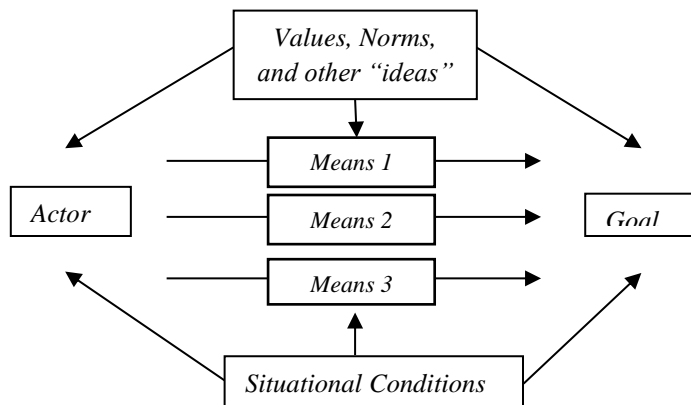 Values, Norms,
and other “ideas”
Means 1
Actor
Means 2
Goal
Means 3
Situational Conditions